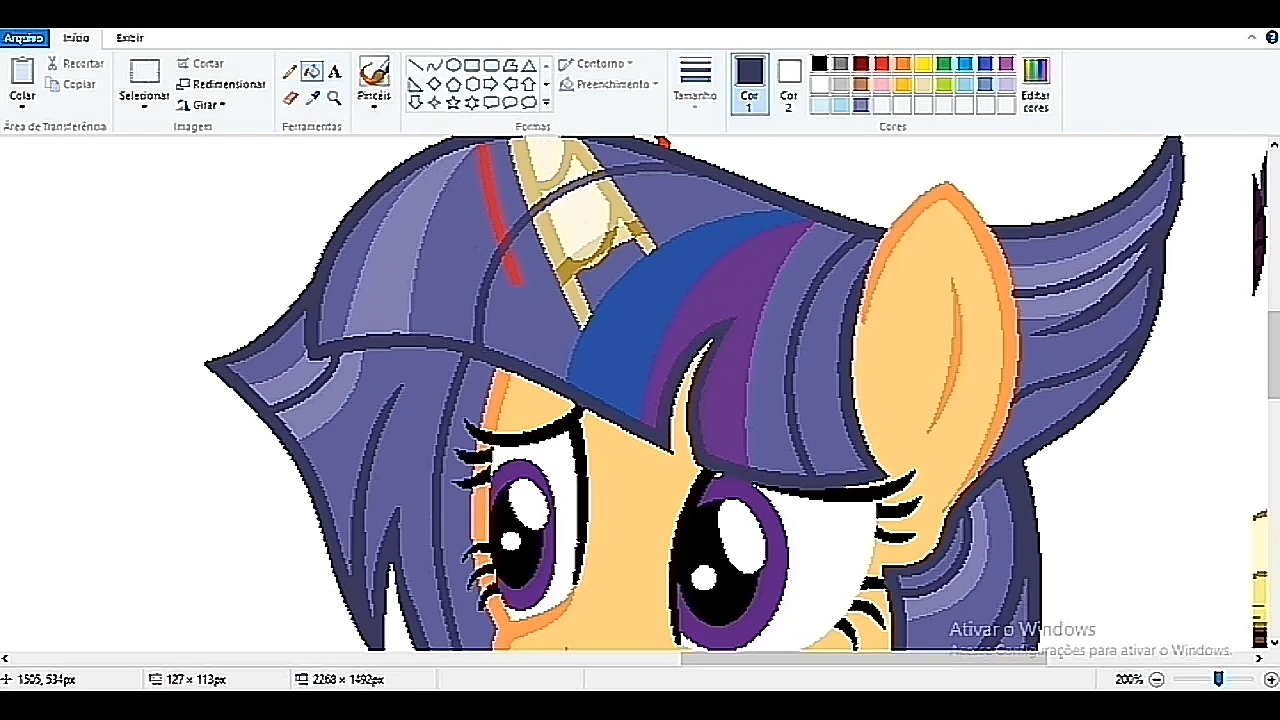 Arquivo Início Exibir
Colar
Recortar
Copiar
Área de Transferência
Selecionar
Cortar
Redimensionar
Girar
Imagem
A
Ferramentas
Pincéis
Contorno
Preenchimento
Formas
Tamanho
Cor 1
Cor 2
Editar cores
Cores
Ativar o Windows
Acesse Configurações para ativar o Windows.
1505, 534px 127 × 113px 2268 × 1492px 200%